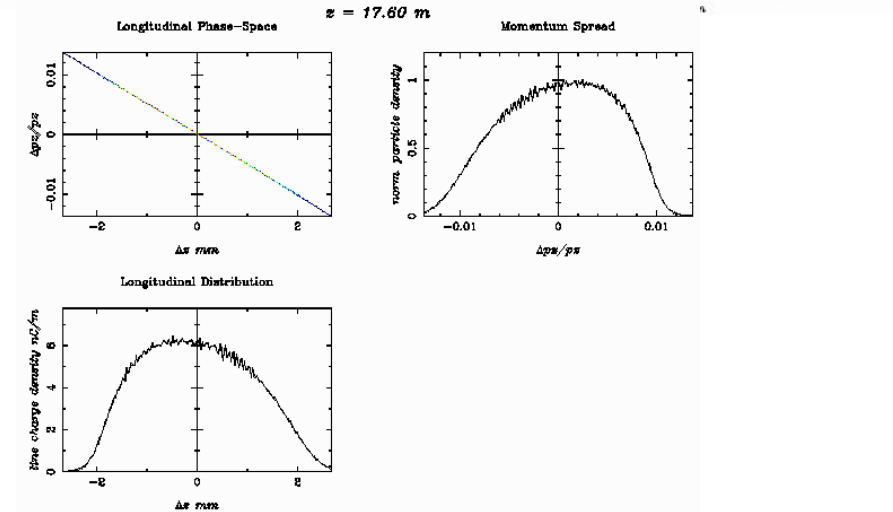 z = 17.60 m
Longitudinal Phase-Space
Δpz/pz
0.01
0
-0.01
-2
0
2
Δz mm
Momentum Spread
norm particle density
1
0.5
0
-0.01
0
0.01
Δpz/pz
Longitudinal Distribution
line charge density nC/m
6
4
2
0
-2
0
2
Δz mm